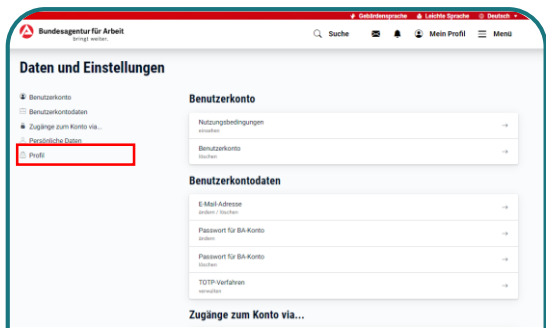 Gebärdensprache Leichte Sprache Deutsch
Bundesagentur für Arbeit
bringt weiter.
Suche Mein Profil Menü
Daten und Einstellungen
Benutzerkonto
Benutzerkontodaten
Zugänge zum Konto via...
Persönliche Daten
Profil
Benutzerkonto
Nutzungsbedingungen
einsehen
Benutzerkonto
löschen
Benutzerkontodaten
E-Mail-Adresse
ändern / löschen
Passwort für BA-Konto
ändern
Passwort für BA-Konto
löschen
TOTP-Verfahren
verwalten
Zugänge zum Konto via...